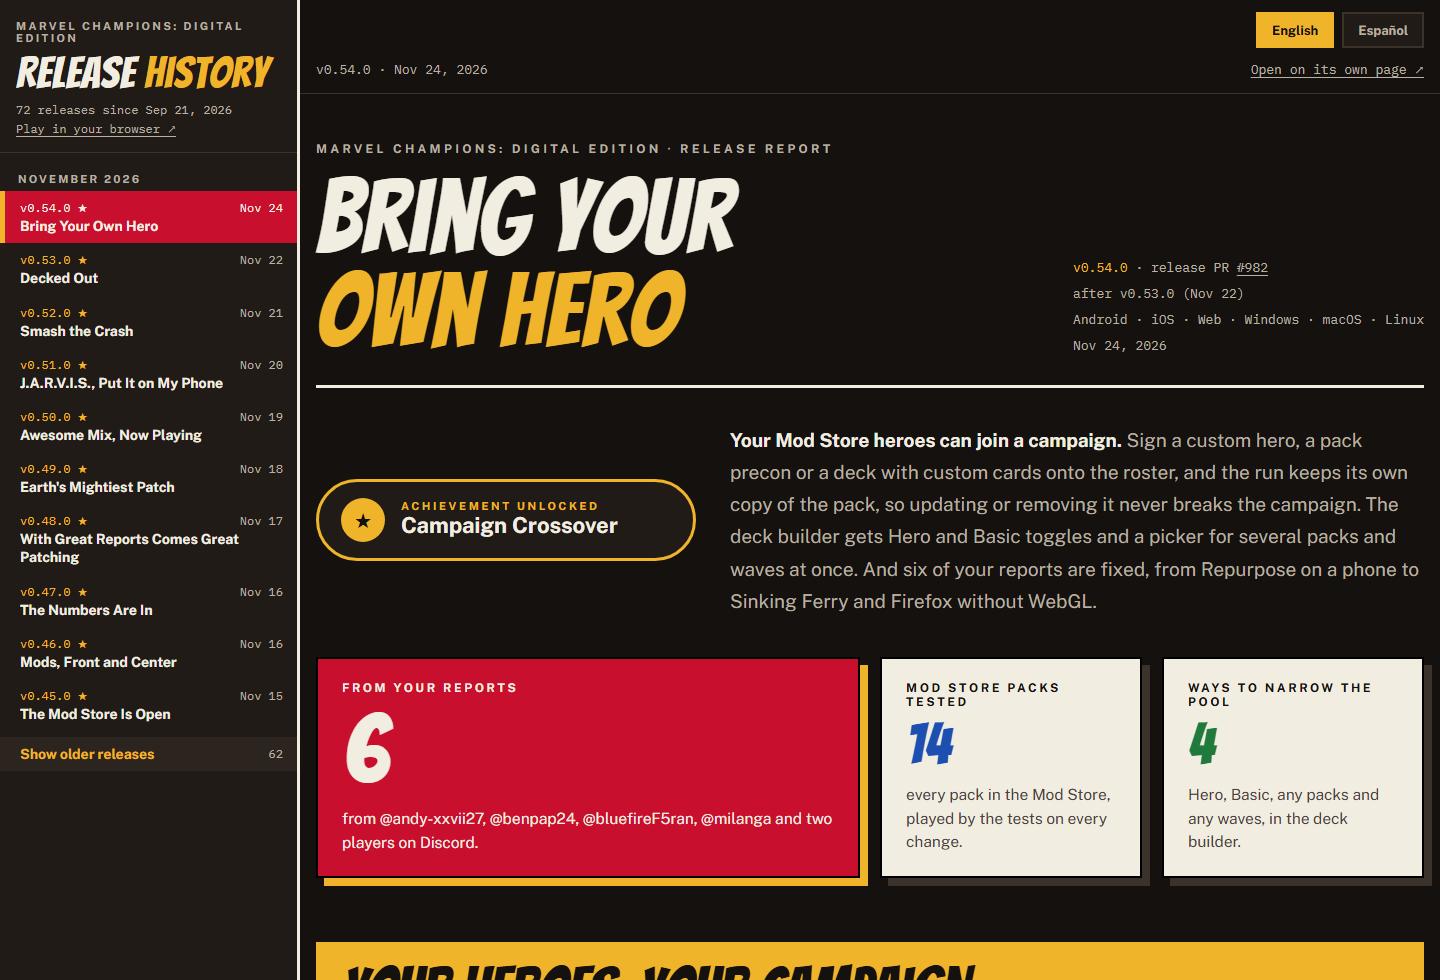 MARVEL CHAMPIONS: DIGITAL
EDITION
RELEASE HISTORY
72 releases since Sep 21, 2026
Play in your browser ↗
NOVEMBER 2026
v0.54.0 ★ Nov 24
Bring Your Own Hero
v0.53.0 ★ Nov 22
Decked Out
v0.52.0 ★ Nov 21
Smash the Crash
v0.51.0 ★ Nov 20
J.A.R.V.I.S., Put It on My Phone
v0.50.0 ★ Nov 19
Awesome Mix, Now Playing
v0.49.0 ★ Nov 18
Earth's Mightiest Patch
v0.48.0 ★ Nov 17
With Great Reports Comes Great
Patching
v0.47.0 ★ Nov 16
The Numbers Are In
v0.46.0 ★ Nov 16
Mods, Front and Center
v0.45.0 ★ Nov 15
The Mod Store Is Open
Show older releases 62
English Español
v0.54.0 · Nov 24, 2026
Open on its own page ↗
MARVEL CHAMPIONS: DIGITAL EDITION · RELEASE REPORT
BRING YOUR
OWN HERO
v0.54.0 · release PR #982
after v0.53.0 (Nov 22)
Android · iOS · Web · Windows · macOS · Linux
Nov 24, 2026
★
ACHIEVEMENT UNLOCKED
Campaign Crossover
Your Mod Store heroes can join a campaign. Sign a custom hero, a pack
precon or a deck with custom cards onto the roster, and the run keeps its own
copy of the pack, so updating or removing it never breaks the campaign. The
deck builder gets Hero and Basic toggles and a picker for several packs and
waves at once. And six of your reports are fixed, from Repurpose on a phone to
Sinking Ferry and Firefox without WebGL.
FROM YOUR REPORTS
6
from @andy-xxvii27, @benpap24, @bluefireF5ran, @milanga and two
players on Discord.
MOD STORE PACKS
TESTED
14
every pack in the Mod Store,
played by the tests on every
change.
WAYS TO NARROW THE
POOL
4
Hero, Basic, any packs and
any waves, in the deck
builder.
YOUR HEROES, YOUR CAMPAIGN